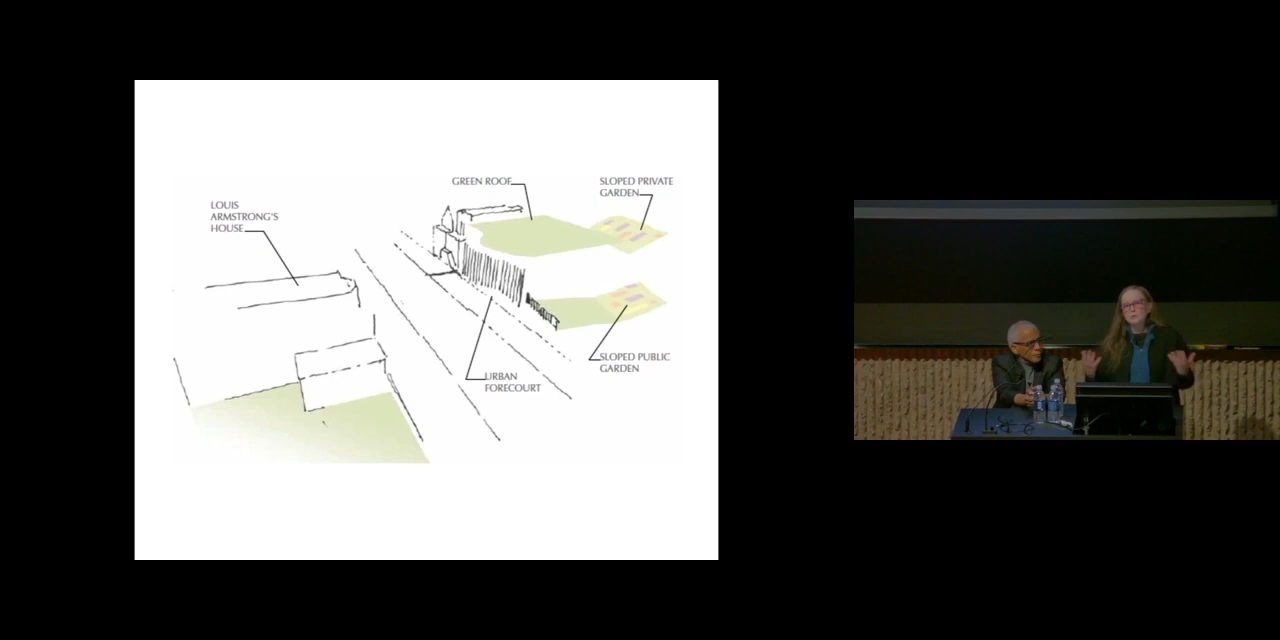 GREEN ROOF
SLOPED PRIVATE
GARDEN
LOUIS
ARMSTRONG'S
HOUSE
SLOPED PUBLIC
GARDEN
URBAN
FORECOURT